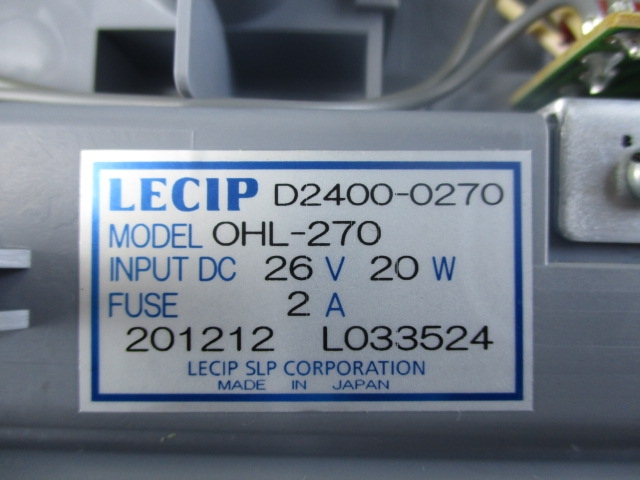 LECIP D2400-0270
MODEL OHL-270
INPUT DC 26 V 20 W
FUSE 2 A
201212 L033524
LECIP SLP CORPORATION
MADE IN JAPAN